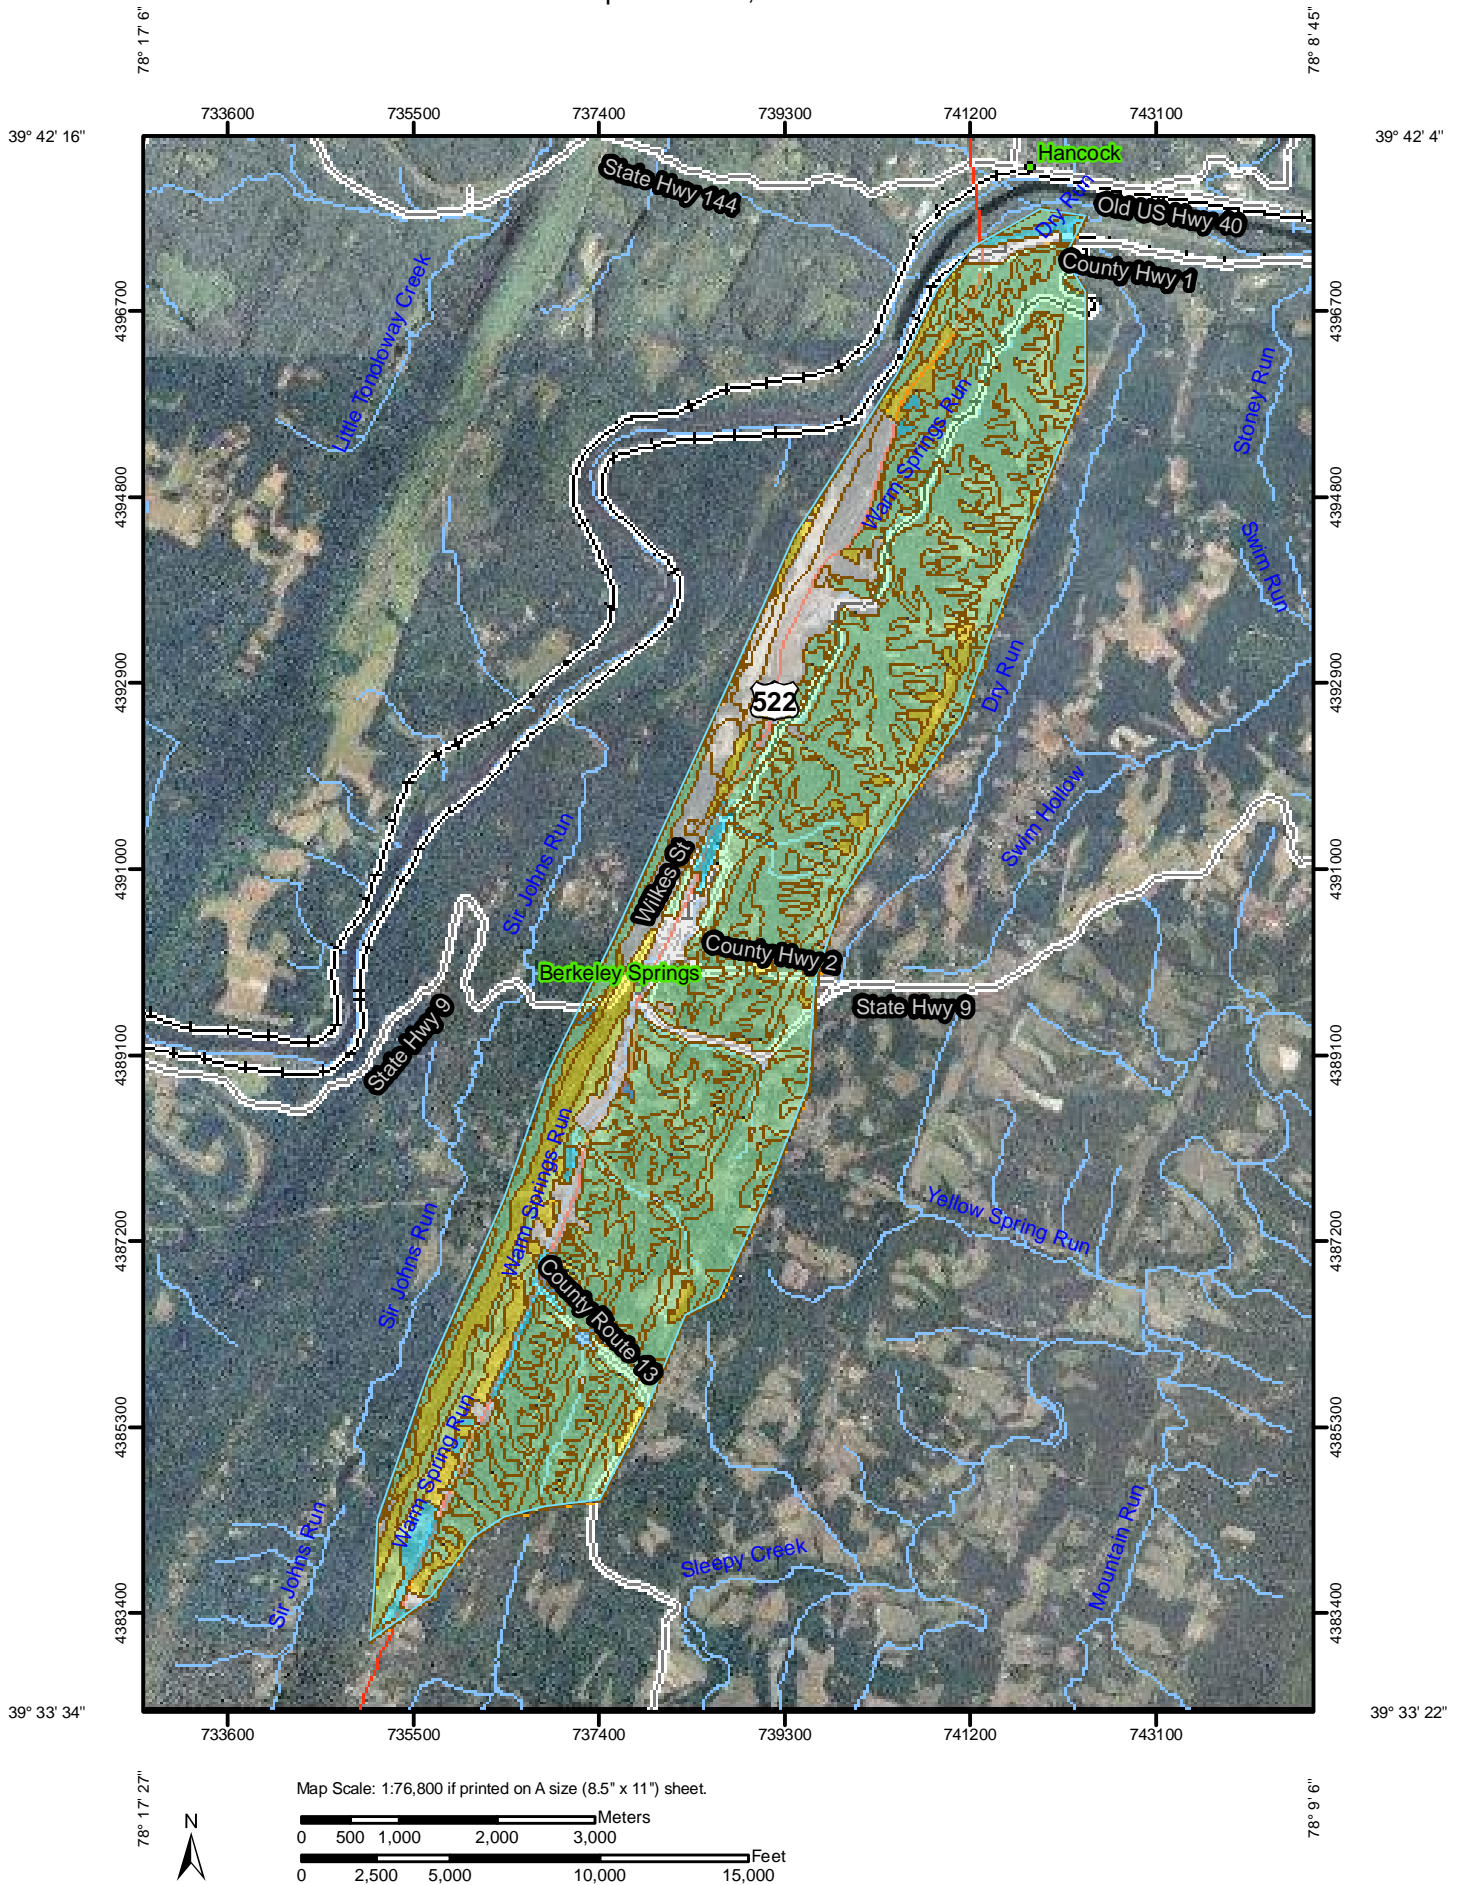 78° 17' 6"
78° 8' 45"
733600
735500
737400
739300
741200
743100
39° 42' 16"
39° 42' 4"
Hancock
State Hwy 144
Dry Run
Old US Hwy 40
County Hwy 1
Little Tonoloway Creek
4396700
4396700
Stoney Run
Warm Springs Run
4394800
4394800
Swim Run
4392900
4392900
Dry Run
522
Swim Hollow
Sir Johns Run
4391000
4391000
Wilkes St
County Hwy 2
Berkeley Springs
State Hwy 9
State Hwy 9
4389100
4389100
Warm Springs Run
Sir Johns Run
Yellow Spring Run
4387200
4387200
County Route 13
4385300
4385300
Warm Spring Run
Sir Johns Run
Sleepy Creek
Mountain Run
4383400
4383400
39° 33' 34"
39° 33' 22"
733600
735500
737400
739300
741200
743100
78° 17' 27"
78° 9' 6"
Map Scale: 1:76,800 if printed on A size (8.5" x 11") sheet.
N
Meters
0 500 1,000 2,000 3,000
Feet
0 2,500 5,000 10,000 15,000